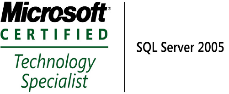 Microsoft
CERTIFIED
Technology
Specialist
SQL Server 2005